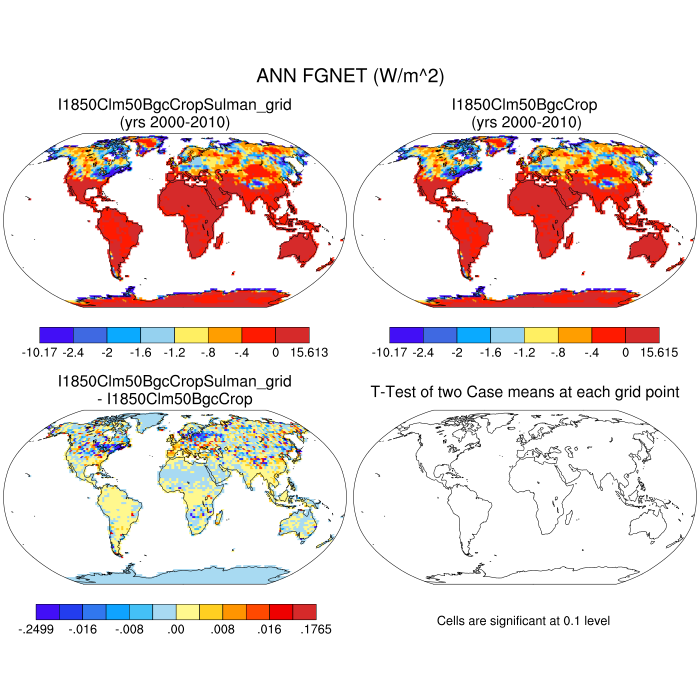 ANN FGNET (W/m^2)
I1850Clm50BgcCropSulman_grid
(yrs 2000-2010)
I1850Clm50BgcCrop
(yrs 2000-2010)
-10.17 -2.4 -2 -1.6 -1.2 -.8 -.4 0 15.613
-10.17 -2.4 -2 -1.6 -1.2 -.8 -.4 0 15.615
I1850Clm50BgcCropSulman_grid
- I1850Clm50BgcCrop
T-Test of two Case means at each grid point
-.2499 -.016 -.008 .00 .008 .016 .1765
Cells are significant at 0.1 level